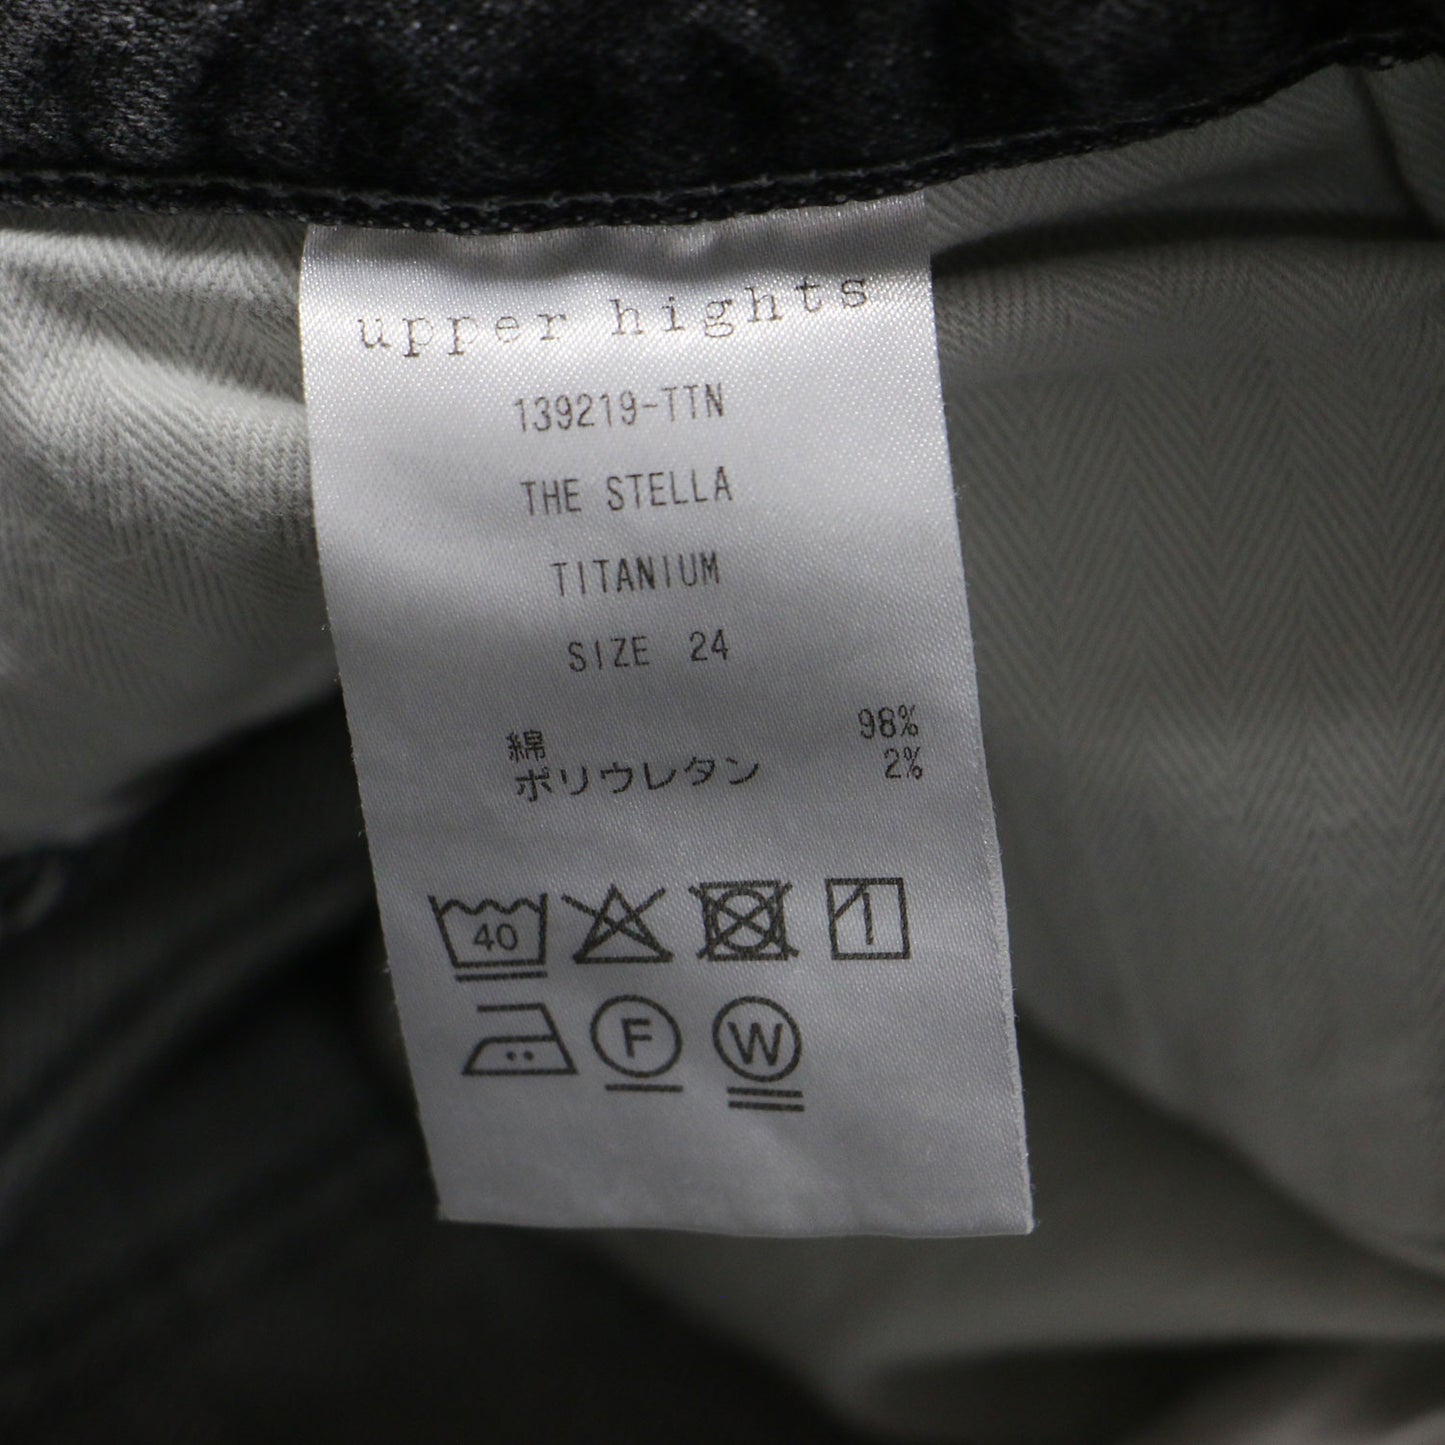 upper hights
139219-TTN
THE STELLA
TITANIUM
SIZE 24
綿 98%
ポリウレタン 2%
40
F W